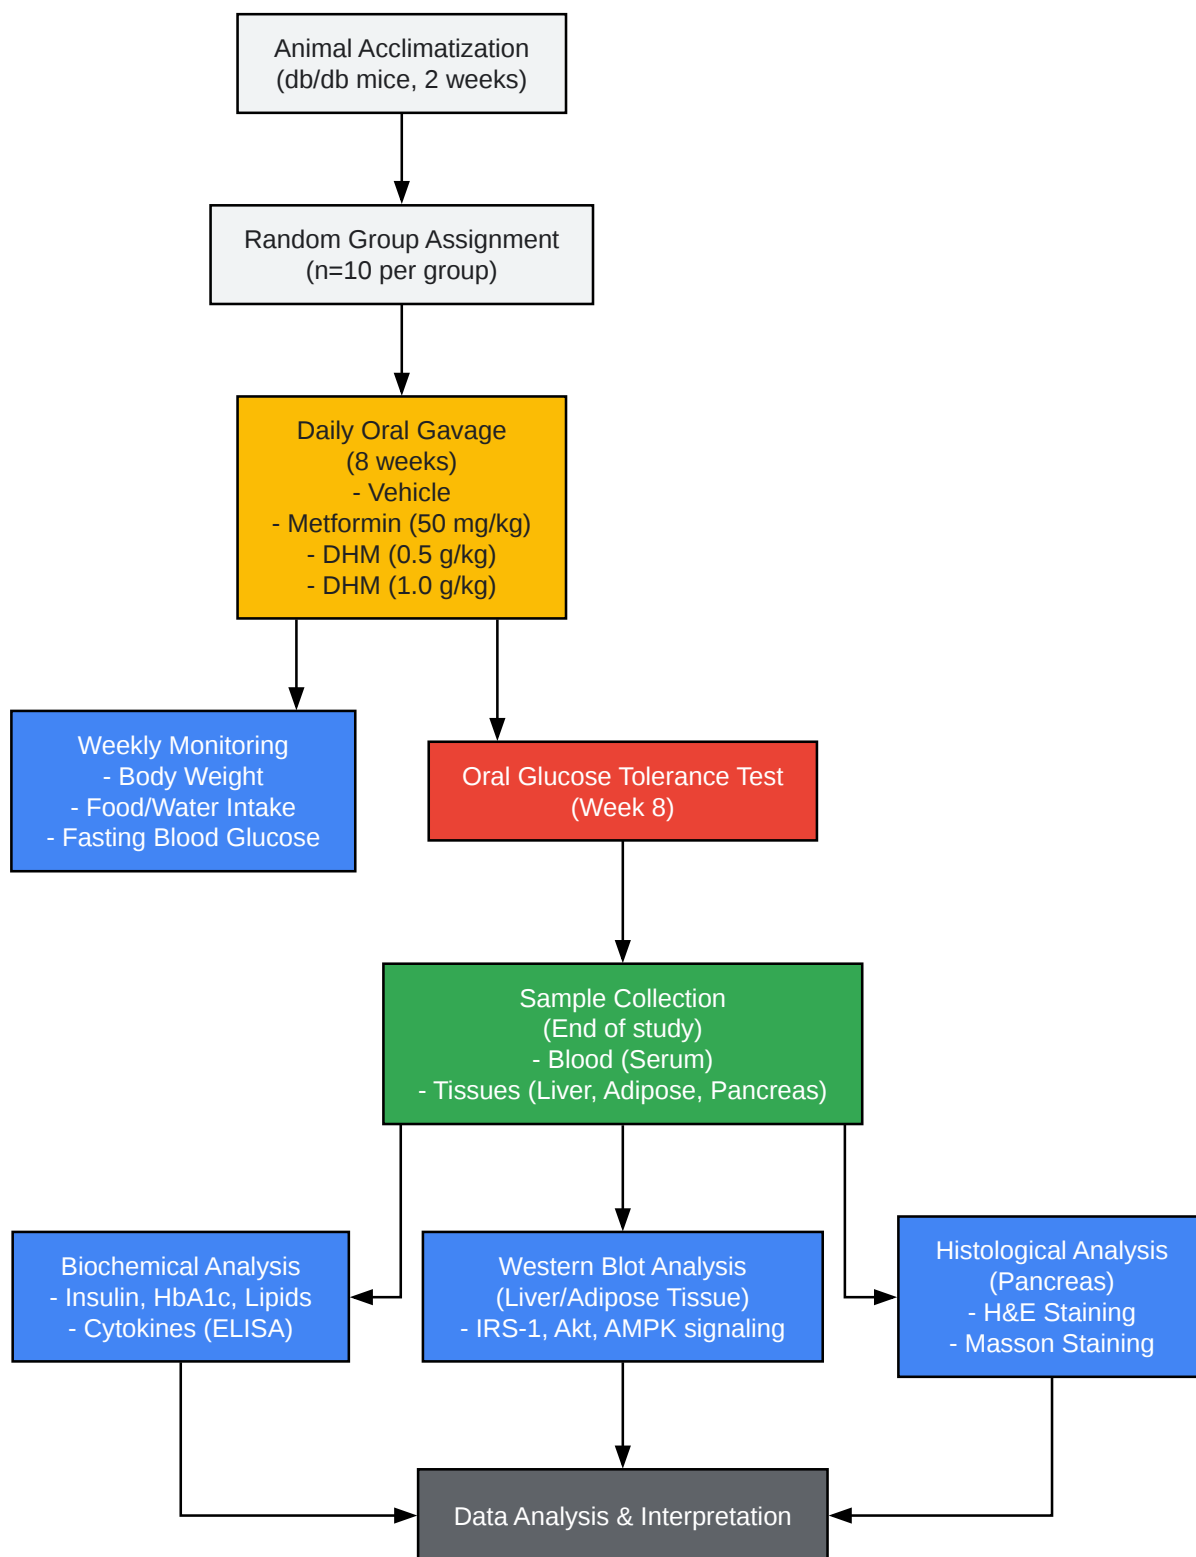 Animal Acclimatization
(db/db mice, 2 weeks)
Random Group Assignment
(n=10 per group)
Daily Oral Gavage
(8 weeks)
- Vehicle
- Metformin (50 mg/kg)
- DHM (0.5 g/kg)
- DHM (1.0 g/kg)
Weekly Monitoring
- Body Weight
- Food/Water Intake
- Fasting Blood Glucose
Oral Glucose Tolerance Test
(Week 8)
Sample Collection
(End of study)
- Blood (Serum)
- Tissues (Liver, Adipose, Pancreas)
Biochemical Analysis
- Insulin, HbA1c, Lipids
- Cytokines (ELISA)
Western Blot Analysis
(Liver/Adipose Tissue)
- IRS-1, Akt, AMPK signaling
Histological Analysis
(Pancreas)
- H&E Staining
- Masson Staining
Data Analysis & Interpretation